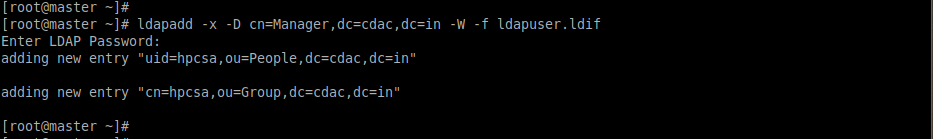 [root@master ~]#
[root@master ~]# ldapadd -x -D cn=Manager,dc=cdac,dc=in -W -f ldapuser.ldif
Enter LDAP Password:
adding new entry "uid=hpcsa,ou=People,dc=cdac,dc=in"
adding new entry "cn=hpcsa,ou=Group,dc=cdac,dc=in"
[root@master ~]#